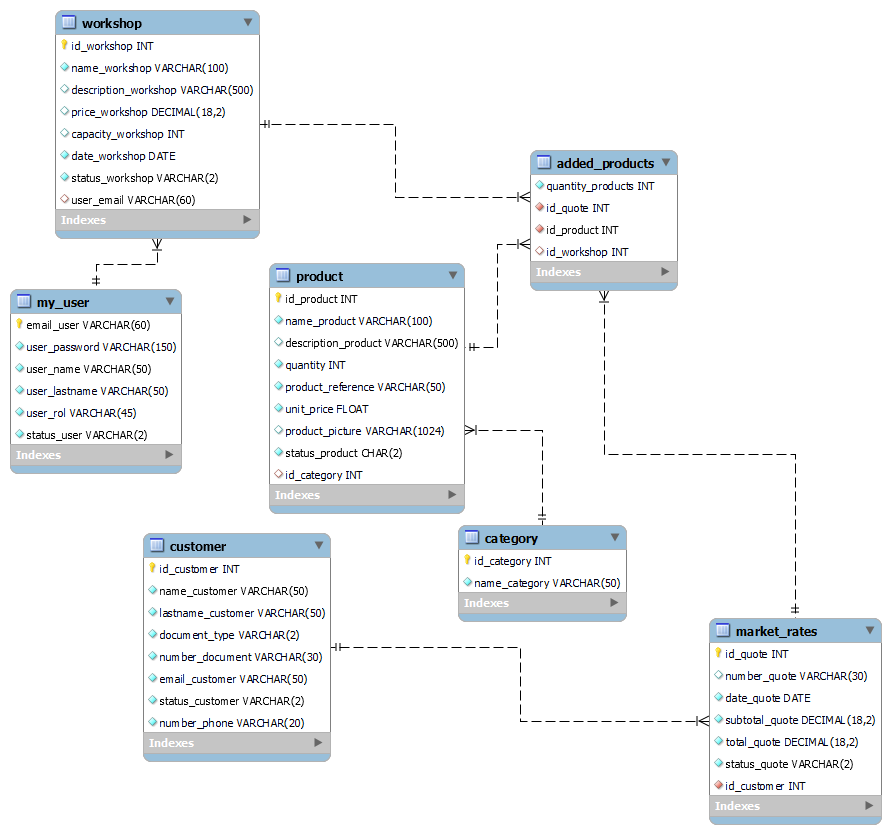 workshop
id_workshop INT
name_workshop VARCHAR(100)
description_workshop VARCHAR(500)
price_workshop DECIMAL(18,2)
capacity_workshop INT
date_workshop DATE
status_workshop VARCHAR(2)
user_email VARCHAR(60)
Indexes
added_products
quantity_products INT
id_quote INT
id_product INT
id_workshop INT
Indexes
my_user
email_user VARCHAR(60)
user_password VARCHAR(150)
user_name VARCHAR(50)
user_lastname VARCHAR(50)
user_rol VARCHAR(45)
status_user VARCHAR(2)
Indexes
product
id_product INT
name_product VARCHAR(100)
description_product VARCHAR(500)
quantity INT
product_reference VARCHAR(50)
unit_price FLOAT
product_picture VARCHAR(1024)
status_product CHAR(2)
id_category INT
Indexes
customer
id_customer INT
name_customer VARCHAR(50)
lastname_customer VARCHAR(50)
document_type VARCHAR(2)
number_document VARCHAR(30)
email_customer VARCHAR(50)
status_customer VARCHAR(2)
number_phone VARCHAR(20)
Indexes
category
id_category INT
name_category VARCHAR(50)
Indexes
market_rates
id_quote INT
number_quote VARCHAR(30)
date_quote DATE
subtotal_quote DECIMAL(18,2)
total_quote DECIMAL(18,2)
status_quote VARCHAR(2)
id_customer INT
Indexes